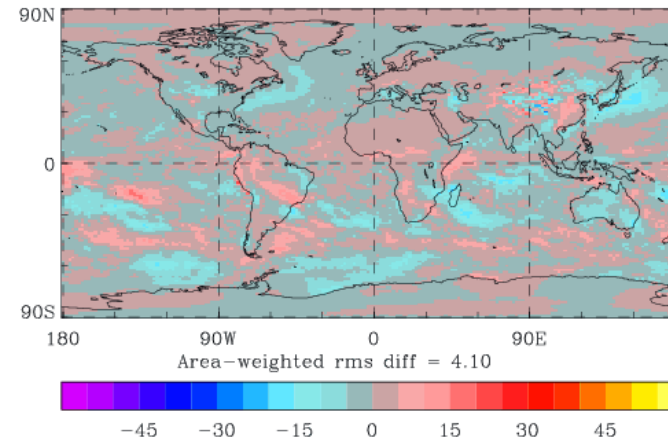 90N
0
90S
180 90W 0 90E
Area-weighted rms diff = 4.10
-45 -30 -15 0 15 30 45